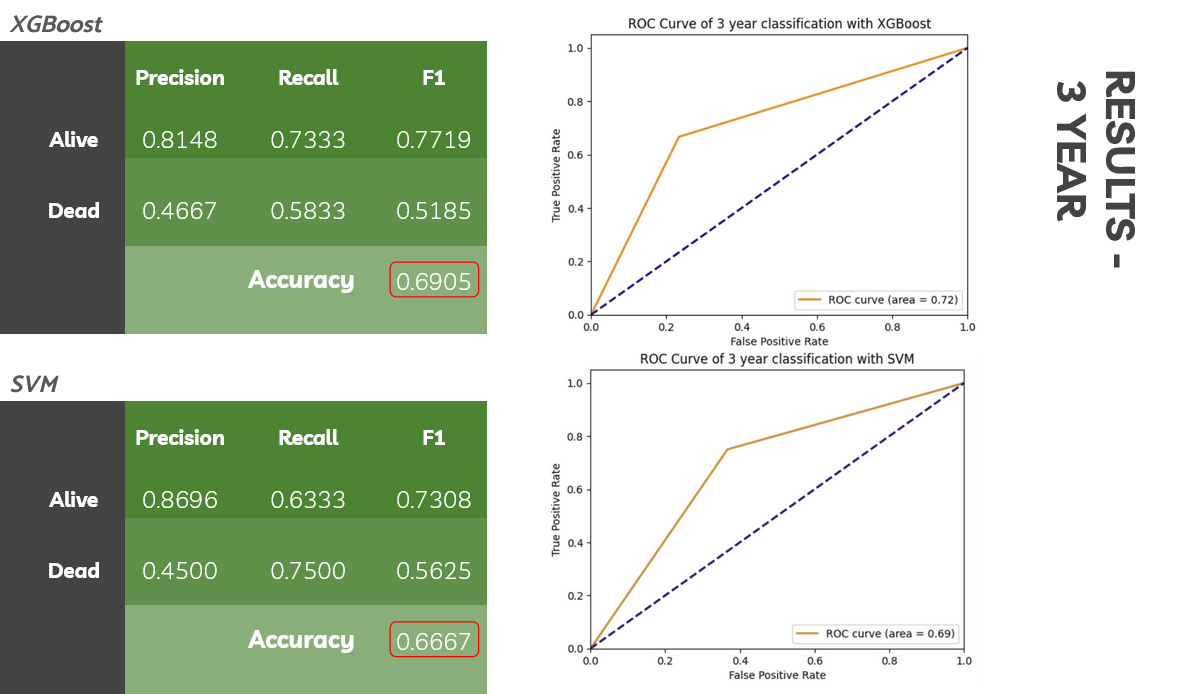 XGBoost
Precision Recall F1
Alive 0.8148 0.7333 0.7719
Dead 0.4667 0.5833 0.5185
Accuracy 0.6905
ROC Curve of 3 year classification with XGBoost
True Positive Rate
1.0
0.8
0.6
0.4
0.2
0.0
ROC curve (area = 0.72)
0.0 0.2 0.4 0.6 0.8 1.0
False Positive Rate
SVM
Precision Recall F1
Alive 0.8696 0.6333 0.7308
Dead 0.4500 0.7500 0.5625
Accuracy 0.6667
ROC Curve of 3 year classification with SVM
True Positive Rate
1.0
0.8
0.6
0.4
0.2
0.0
ROC curve (area = 0.69)
0.0 0.2 0.4 0.6 0.8 1.0
False Positive Rate
RESULTS -
3 YEAR